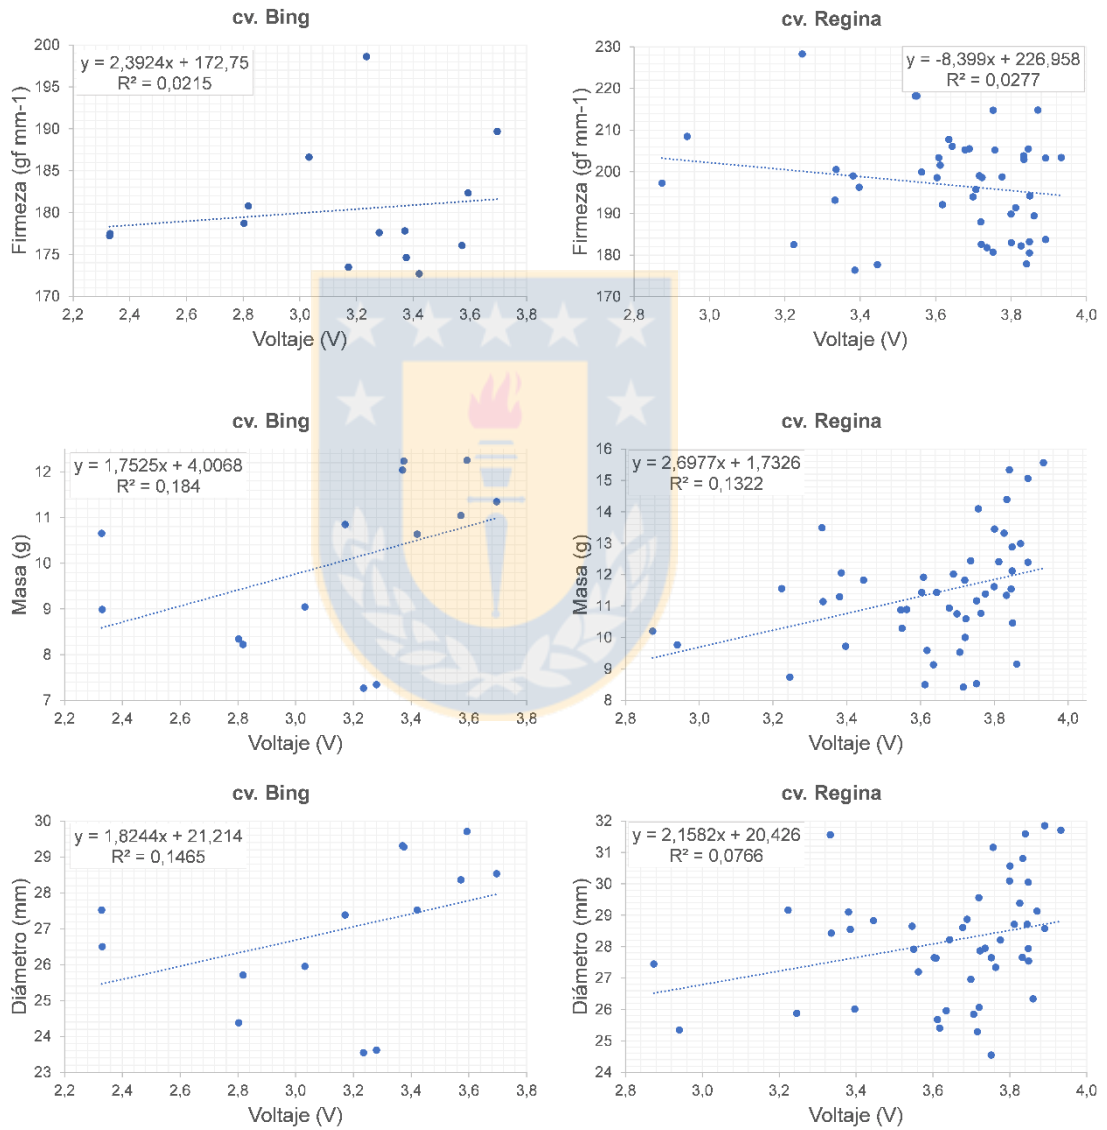 cv. Bing
y = 2,3924x + 172,75
R² = 0,0215
Firmeza (gf mm-1)
200
195
190
185
180
175
170
2,2 2,4 2,6 2,8 3,0 3,2 3,4 3,6 3,8
Voltaje (V)
cv. Regina
y = -8,399x + 226,958
R² = 0,0277
Firmeza (gf mm-1)
230
220
210
200
190
180
170
2,8 3,0 3,2 3,4 3,6 3,8 4,0
Voltaje (V)
cv. Bing
y = 1,7525x + 4,0068
R² = 0,184
Masa (g)
12
11
10
9
8
7
2,2 2,4 2,6 2,8 3,0 3,2 3,4 3,6 3,8
Voltaje (V)
cv. Regina
y = 2,6977x + 1,7326
R² = 0,1322
Masa (g)
16
15
14
13
12
11
10
9
8
2,8 3,0 3,2 3,4 3,6 3,8 4,0
Voltaje (V)
cv. Bing
y = 1,8244x + 21,214
R² = 0,1465
Diámetro (mm)
30
29
28
27
26
25
24
23
2,2 2,4 2,6 2,8 3,0 3,2 3,4 3,6 3,8
Voltaje (V)
cv. Regina
y = 2,1582x + 20,426
R² = 0,0766
Diámetro (mm)
32
31
30
29
28
27
26
25
24
2,8 3,0 3,2 3,4 3,6 3,8 4,0
Voltaje (V)